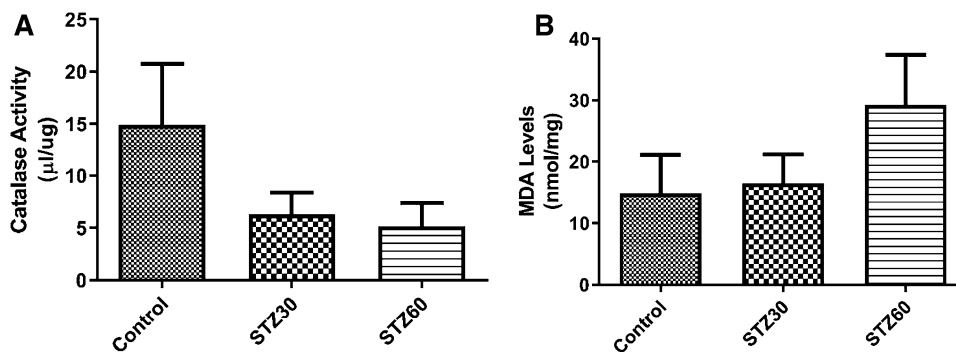 A
Catalase Activity
(μl/ug)
25
20
15
10
5
0
Control
STZ30
STZ60
B
MDA Levels
(nmol/mg)
40
30
20
10
0
Control
STZ30
STZ60